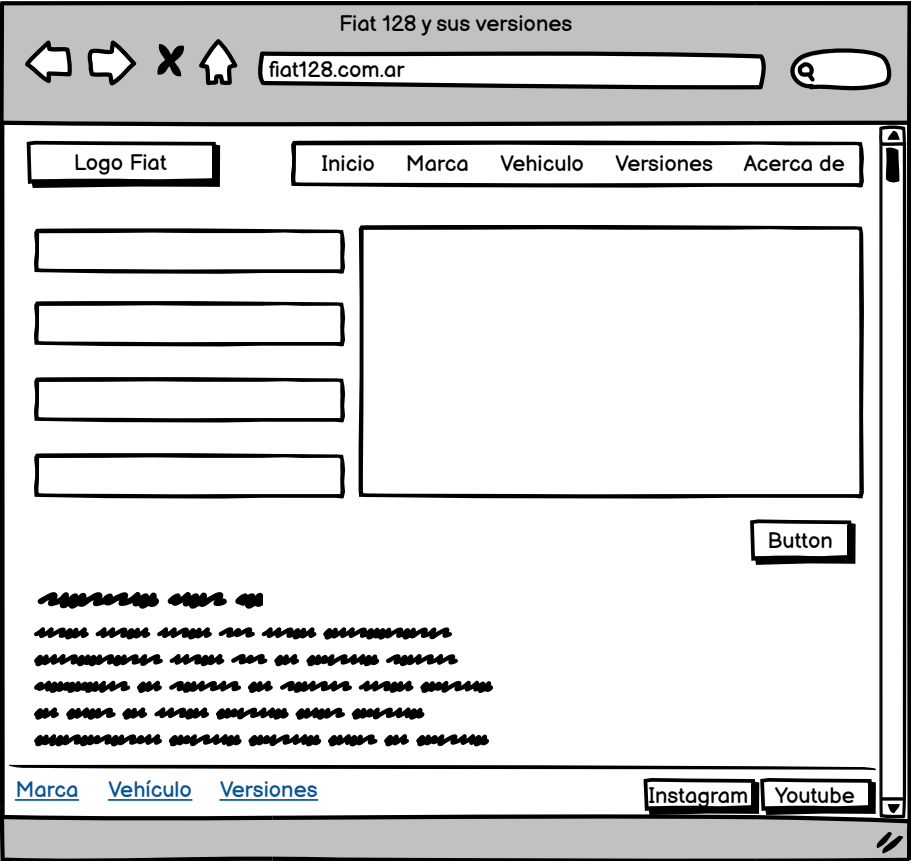 Fiat 128 y sus versiones
fiat128.com.ar
Logo Fiat
Inicio Marca Vehiculo Versiones Acerca de
Button
Marca Vehículo Versiones
Instagram Youtube